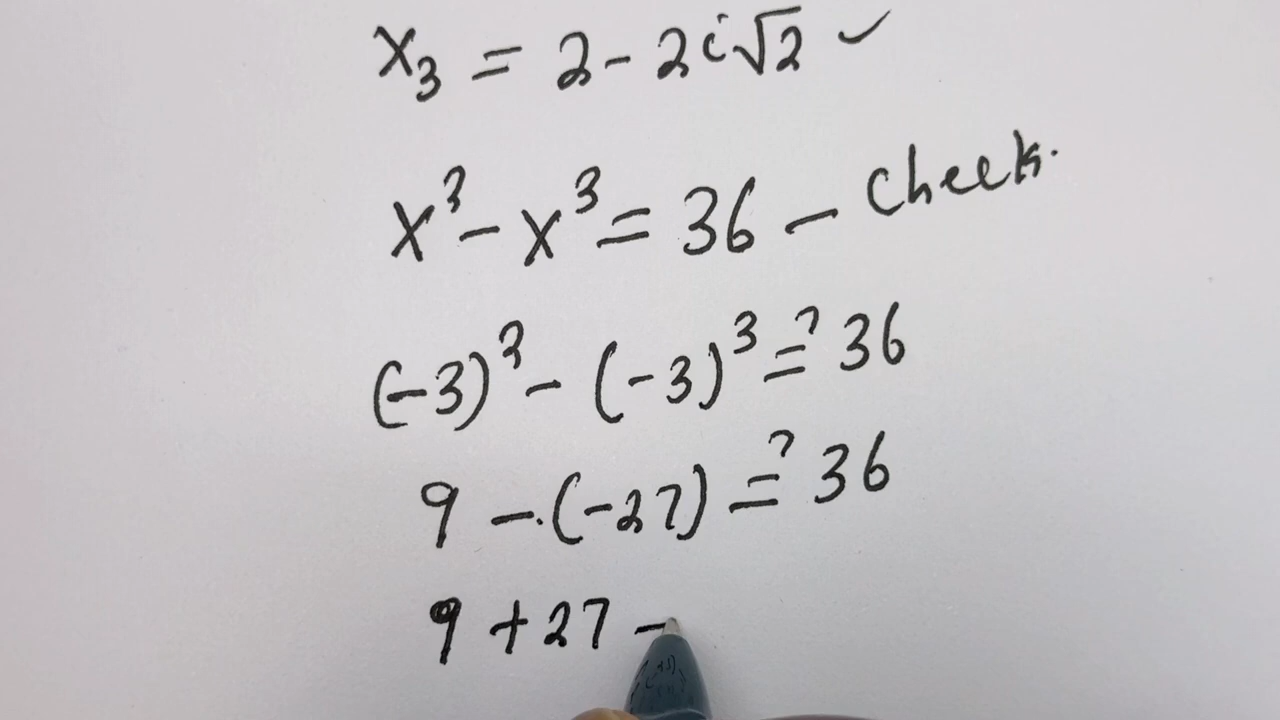 x₃ = 2 - 2i√2 ✓
x³ - x³ = 36 - Check.
(-3)³ - (-3)³ =? 36
9 - (-27) =? 36
9 + 27 -